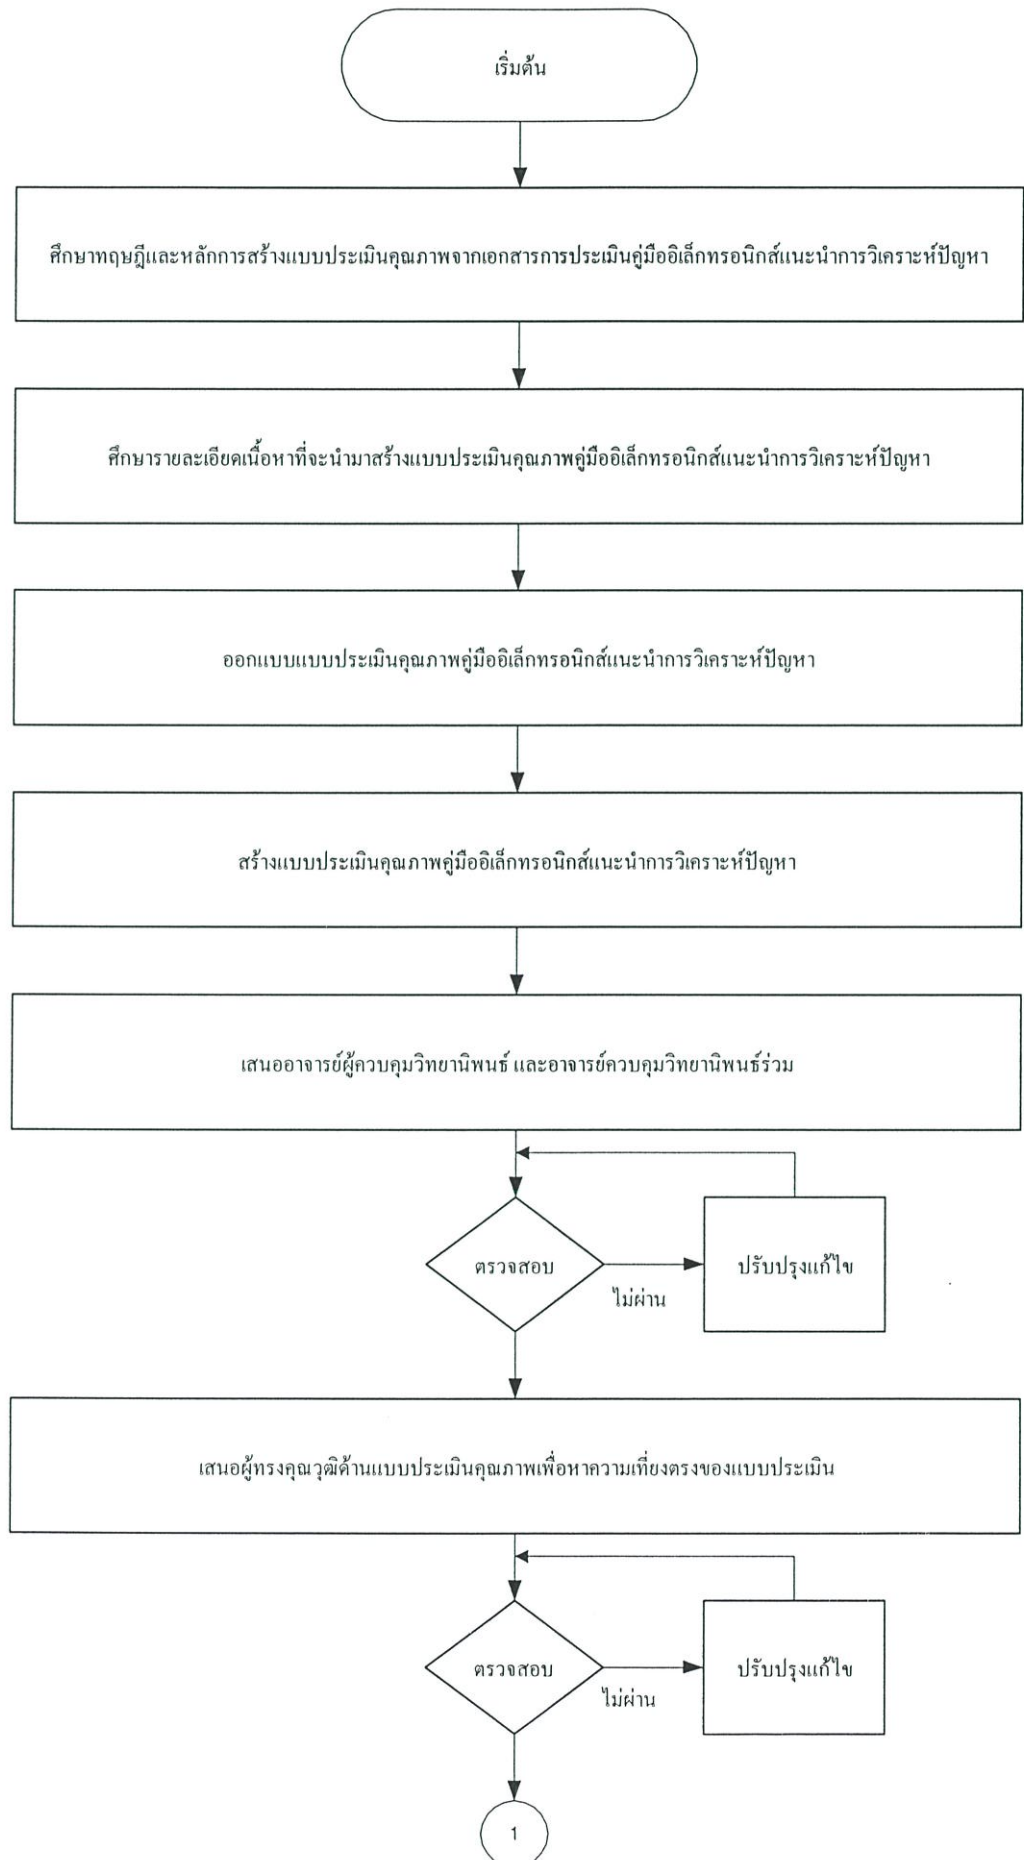 เริ่มต้น
ศึกษาทฤษฎีและหลักการสร้างแบบประเมินคุณภาพจากเอกสารการประเมินคู่มืออิเล็กทรอนิกส์แนะนำการวิเคราะห์ปัญหา
ศึกษารายละเอียดเนื้อหาที่จะนำมาสร้างแบบประเมินคุณภาพคู่มืออิเล็กทรอนิกส์แนะนำการวิเคราะห์ปัญหา
ออกแบบแบบประเมินคุณภาพคู่มืออิเล็กทรอนิกส์แนะนำการวิเคราะห์ปัญหา
สร้างแบบประเมินคุณภาพคู่มืออิเล็กทรอนิกส์แนะนำการวิเคราะห์ปัญหา
เสนออาจารย์ผู้ควบคุมวิทยานิพนธ์ และอาจารย์ควบคุมวิทยานิพนธ์ร่วม
ตรวจสอบ
ไม่ผ่าน
ปรับปรุงแก้ไข
เสนอผู้ทรงคุณวุฒิด้านแบบประเมินคุณภาพเพื่อหาความเที่ยงตรงของแบบประเมิน
ตรวจสอบ
ไม่ผ่าน
ปรับปรุงแก้ไข
1